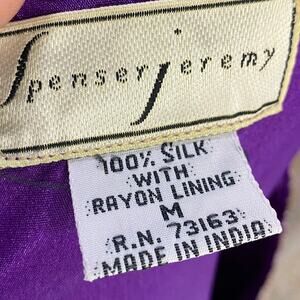 Spenser Jeremy
100% SILK
WITH
RAYON LINING
M
R.N. 73163
MADE IN INDIA